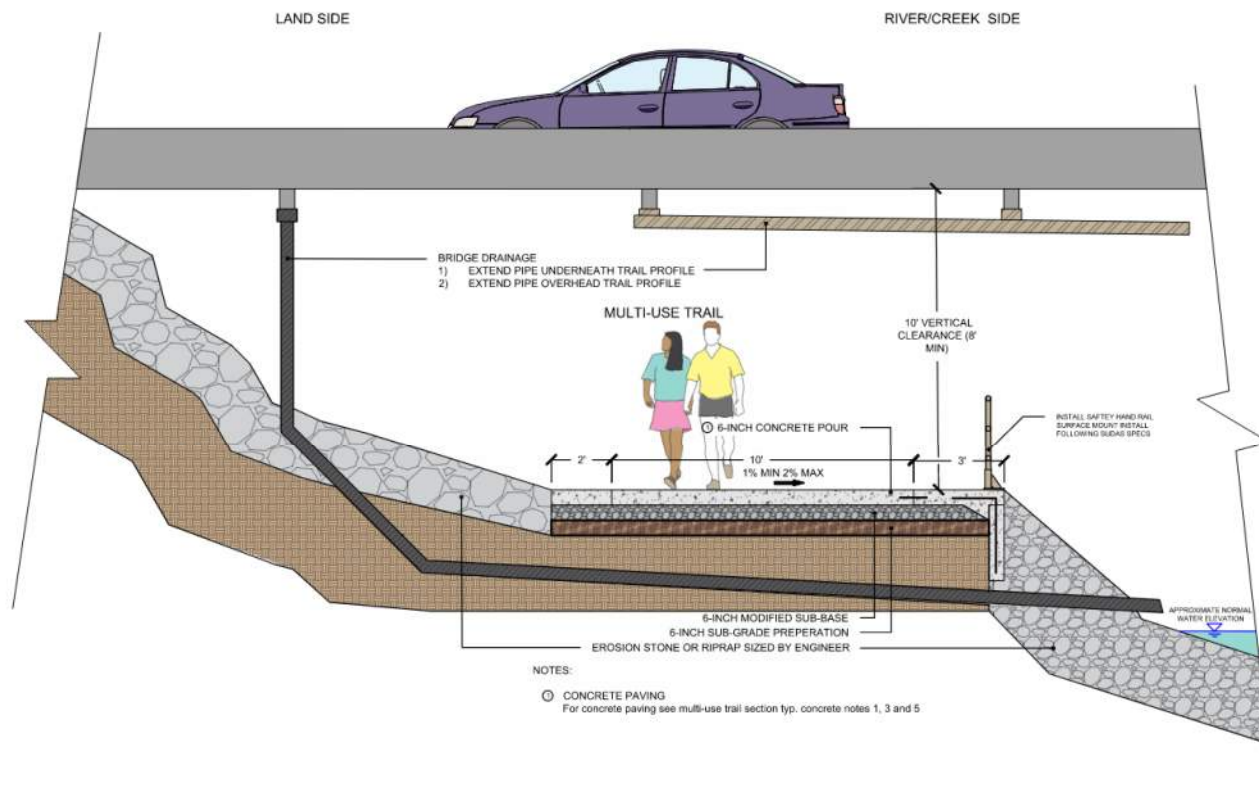 LAND SIDE
RIVER/CREEK SIDE
BRIDGE DRAINAGE
1) EXTEND PIPE UNDERNEATH TRAIL PROFILE
2) EXTEND PIPE OVERHEAD TRAIL PROFILE
MULTI-USE TRAIL
10' VERTICAL
CLEARANCE (8'
MIN)
INSTALL SAFTEY HAND RAIL
SURFACE MOUNT INSTALL
FOLLOWING SUDAS SPECS
1 6-INCH CONCRETE POUR
2'
10'
3'
1% MIN 2% MAX
APPROXIMATE NORMAL
WATER ELEVATION
6-INCH MODIFIED SUB-BASE
6-INCH SUB-GRADE PREPERATION
EROSION STONE OR RIPRAP SIZED BY ENGINEER
NOTES:
1 CONCRETE PAVING
For concrete paving see multi-use trail section typ. concrete notes 1, 3 and 5